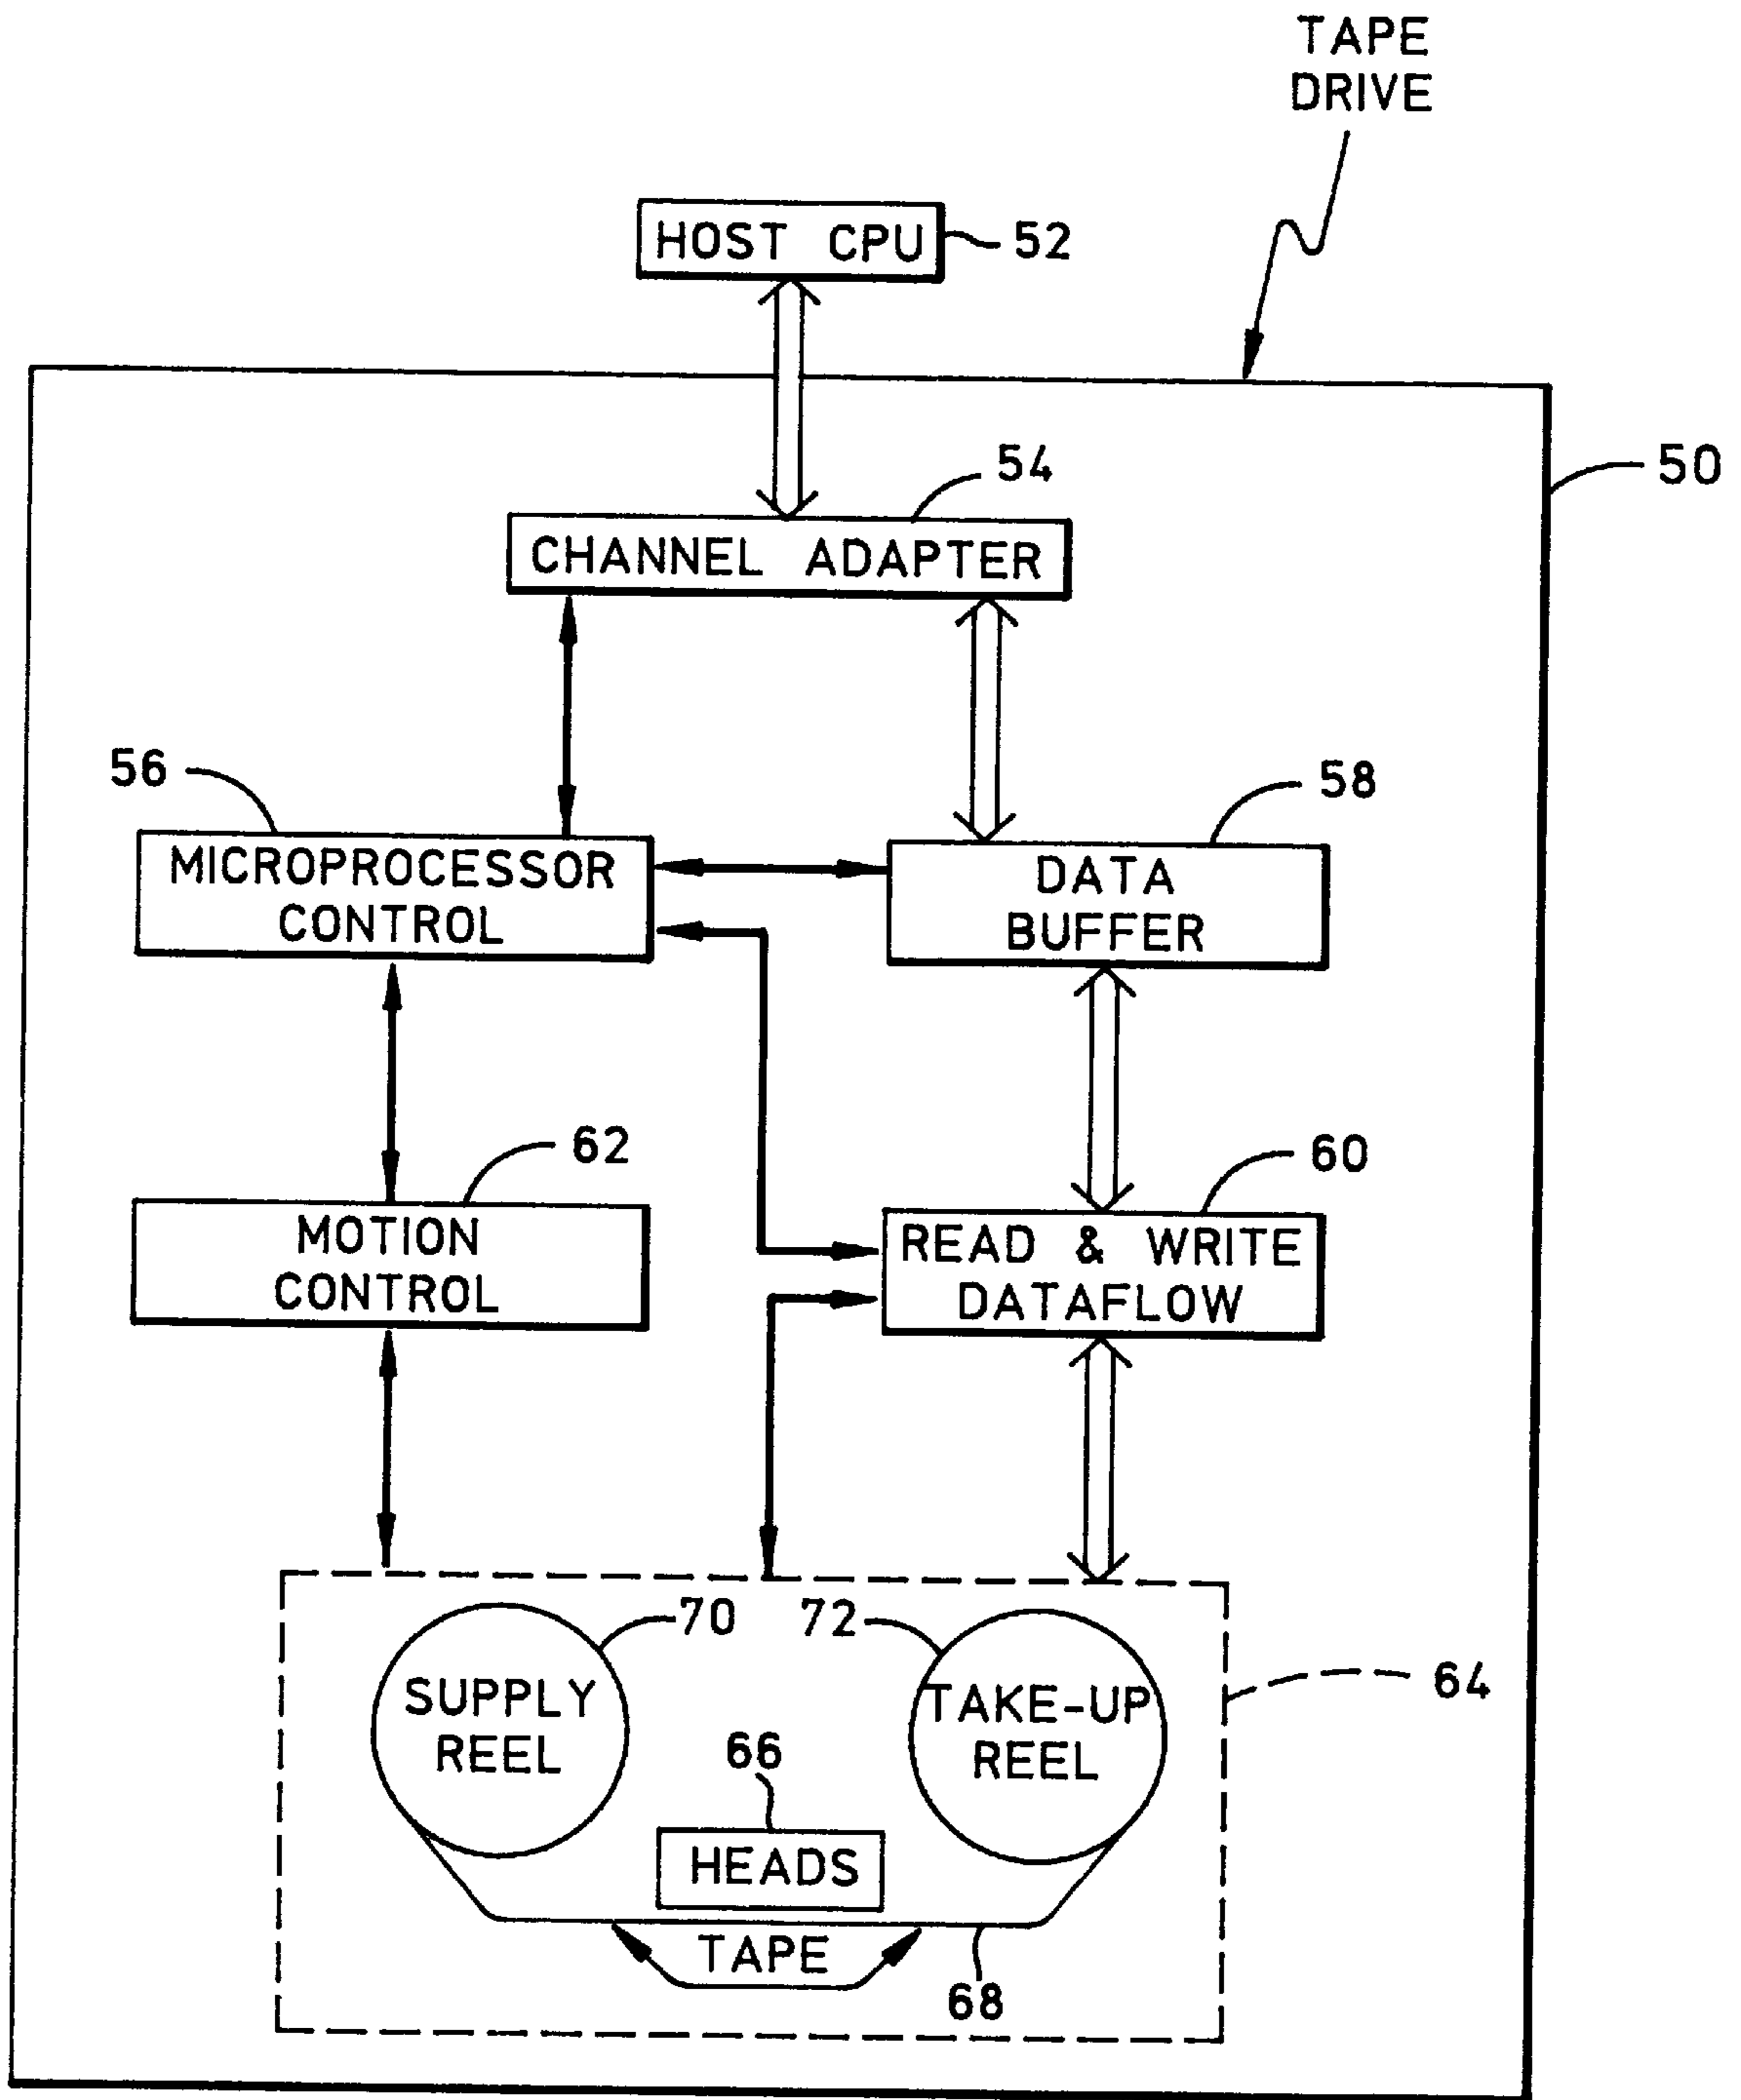 TAPE
DRIVE
HOST CPU
52
54
50
CHANNEL ADAPTER
56
58
MICROPROCESSOR
CONTROL
DATA
BUFFER
62
60
MOTION
CONTROL
READ & WRITE
DATAFLOW
70
72
64
SUPPLY
REEL
TAKE-UP
REEL
66
HEADS
TAPE
68